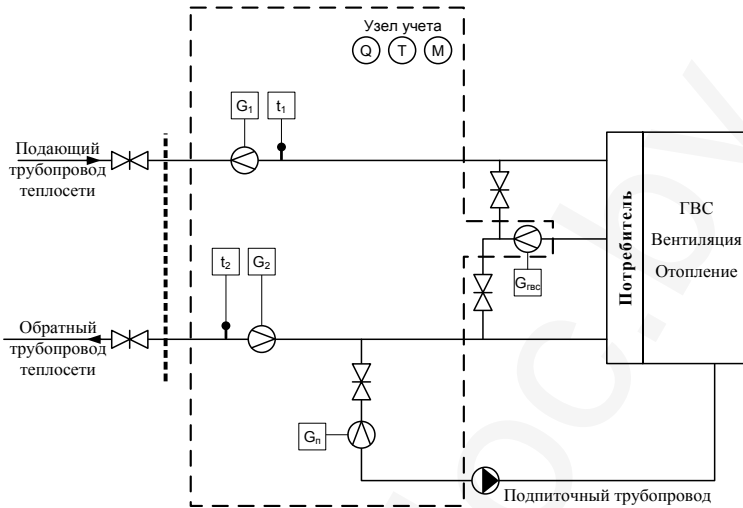 Узел учета
Q T M
G₁ t₁
Подающий
трубопровод
теплосети
t₂ G₂
Gгвс
Обратный
трубопровод
теплосети
Gп
Потребитель
ГВС
Вентиляция
Отопление
Подпиточный трубопровод